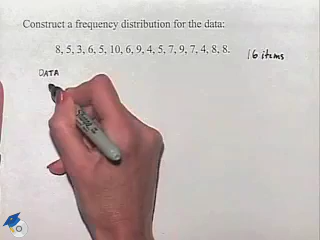 Construct a frequency distribution for the data:
8, 5, 3, 6, 5, 10, 6, 9, 4, 5, 7, 9, 7, 4, 8, 8.
16 items
DATA